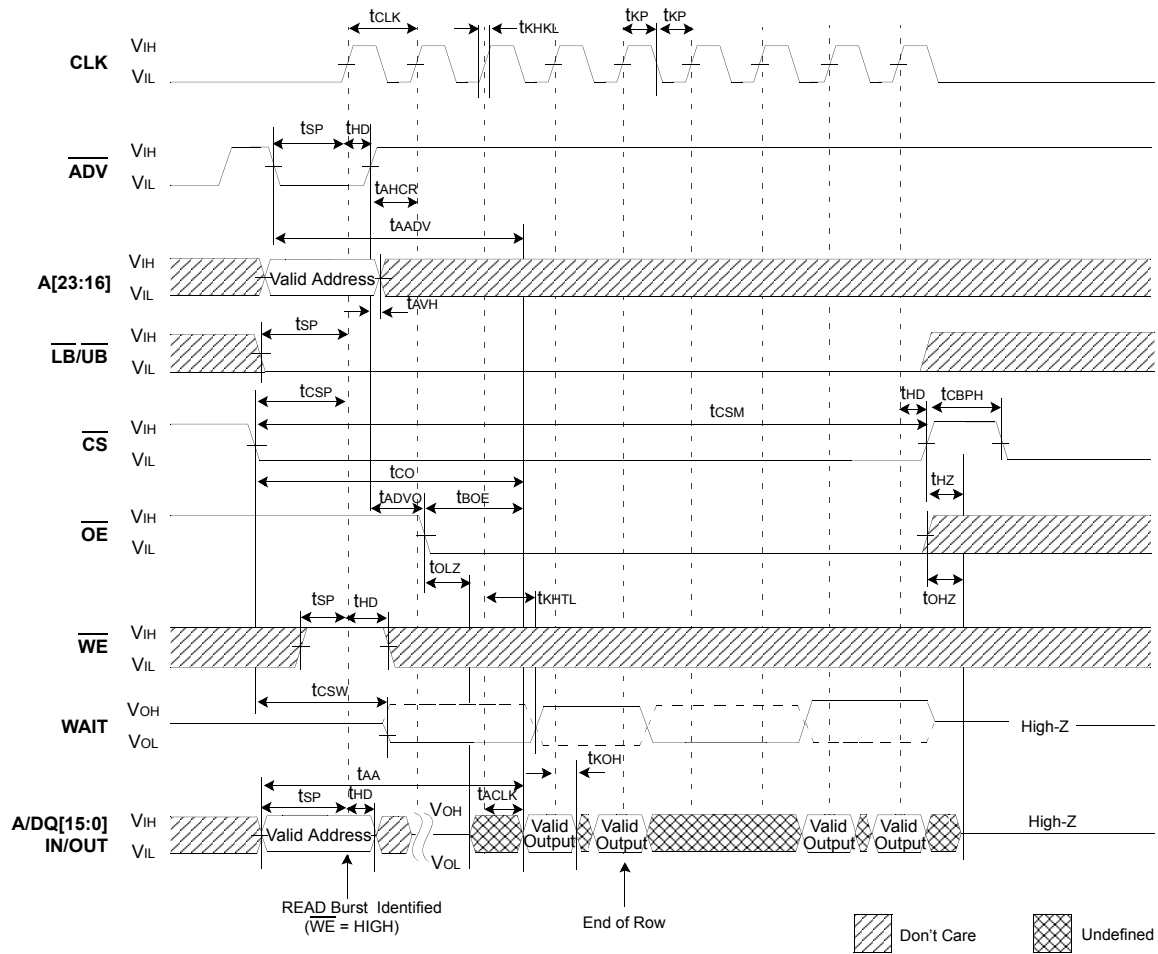 tCLK tKHKL tKP tKP
CLK VIH
VIL
tSP tHD
ADV VIH
VIL
tAHCR
tAADV
A[23:16] VIH Valid Address
VIL
tAVH
tSP
LB/UB VIH
VIL
tCSP tCSM tHD tCBPH
CS VIH
VIL
tCO tHZ
tADVO tBOE
OE VIH
VIL
tOLZ tKHTL tOHZ
tSP tHD
WE VIH
VIL
tCSW
WAIT VOH High-Z
VOL
tAA tKOH
tSP tHD tACLK
A/DQ[15:0] VIH Valid Address VOH Valid Valid Valid Valid High-Z
IN/OUT VIL VOL Output Output Output Output
READ Burst Identified End of Row
(WE = HIGH)
Don't Care Undefined